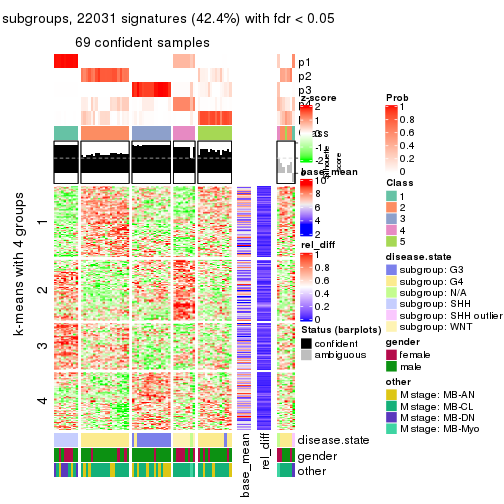 subgroups, 22031 signatures (42.4%) with fdr < 0.05
69 confident samples
p1
p2
p3
p4
z-score
2
1
0
-1
-2
Class
Silhouette
score
base_mean
10
8
6
4
2
rel_diff
1
0.8
0.6
0.4
0.2
0
Status (barplots)
confident
ambiguous
Prob
1
0.8
0.6
0.4
0.2
0
Class
1
2
3
4
5
disease.state
subgroup: G3
subgroup: G4
subgroup: N/A
subgroup: SHH
subgroup: SHH outlier
subgroup: WNT
gender
female
male
other
M stage: MB-AN
M stage: MB-CL
M stage: MB-DN
M stage: MB-Myo
k-means with 4 groups
1
2
3
4
disease.state
gender
other
base_mean
rel_diff